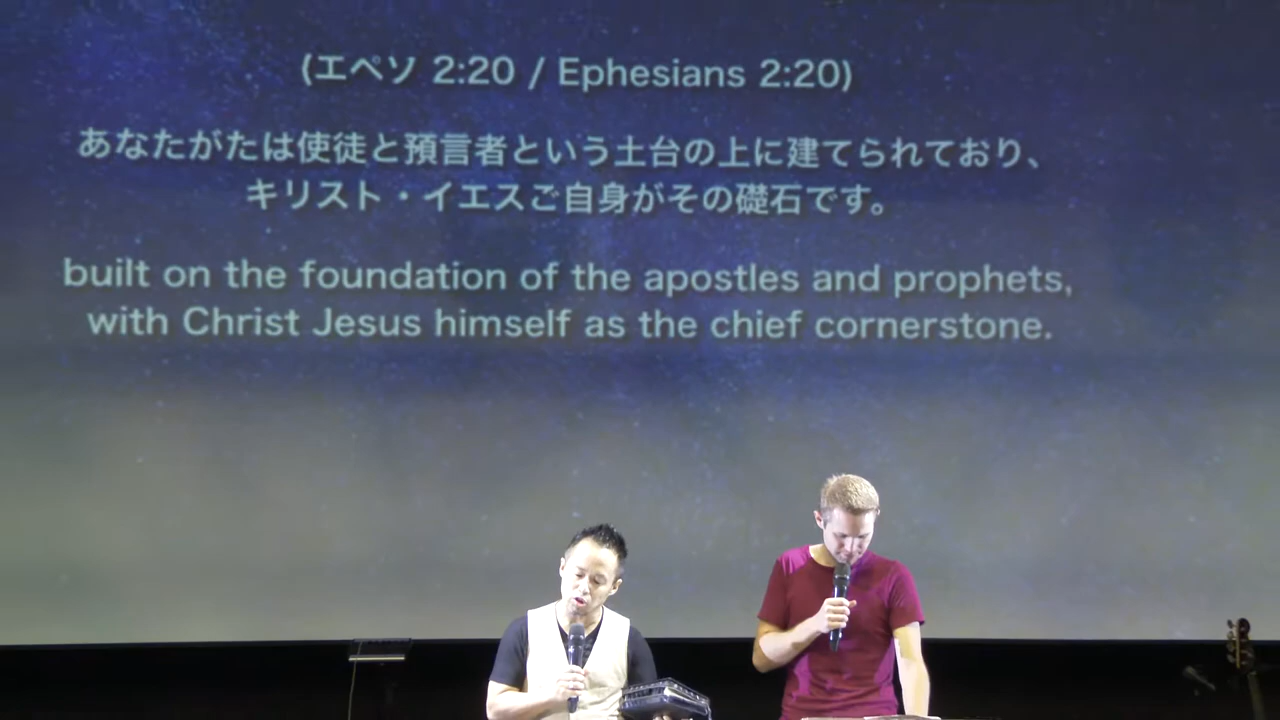 (エペソ 2:20 / Ephesians 2:20)
あなたがたは使徒と預言者という土台の上に建てられており、
キリスト・イエスご自身がその礎石です。
built on the foundation of the apostles and prophets,
with Christ Jesus himself as the chief cornerstone.